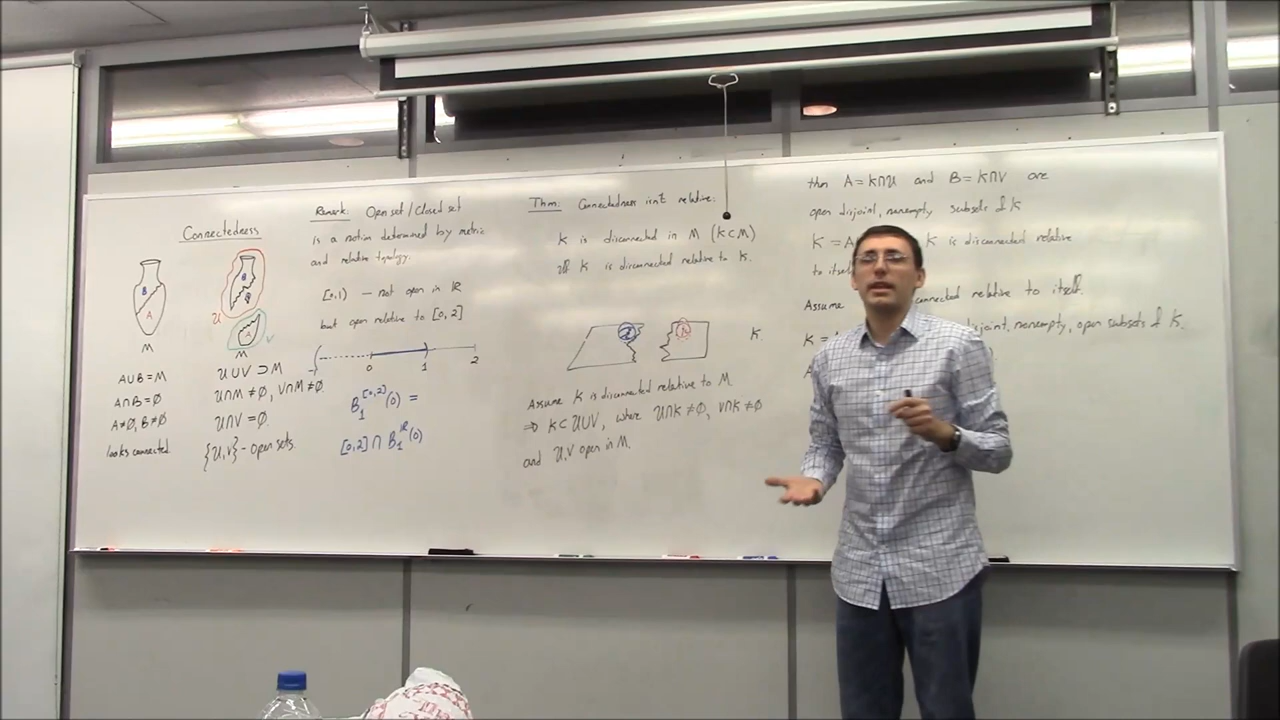 Connectedness
B
A
M
B
A
U
V
M
A∪B=M
A∩B=∅
A≠∅, B≠∅
looks connected.
U∪V⊃M
U∩M≠∅, V∩M≠∅
U∩V=∅.
{U,V}-open sets.
Remark: Open set/Closed set
is a notion determined by metric
and relative topology.
[0,1) — not open in ℝ
but open relative to [0,2]
-1 0 1 2
B₁^[0,2](0) =
[0,2] ∩ B₁^ℝ(0)
Thm: Connectedness isn't relative:
K is disconnected in M (K⊂M)
iff K is disconnected relative to K.
K.
Assume K is disconnected relative to M
⇒ K⊂U∪V, where U∩K≠∅, V∩K≠∅
and U,V open in M.
then A=K∩U and B=K∩V are
open disjoint, nonempty subsets of K
K=A K is disconnected relative
to itself
Assume connected relative to itself.
K= disjoint, nonempty, open subsets of K.
A